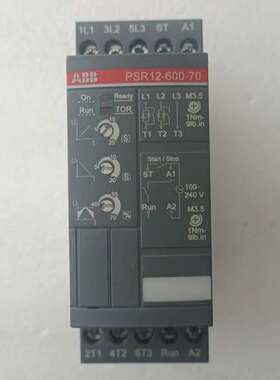 1L1 3L2 5L3 ST A1
ABB
PSR12-600-70
On
Ready
Run
TOR
L1 L2 L3
T1 T2 T3
M3.5
1Nm-
9lb.in
Start / Stop
ST A1
100-
240 V
Run A2
M3.5
1Nm-
9lb.in
2T1 4T2 6T3 Run A2